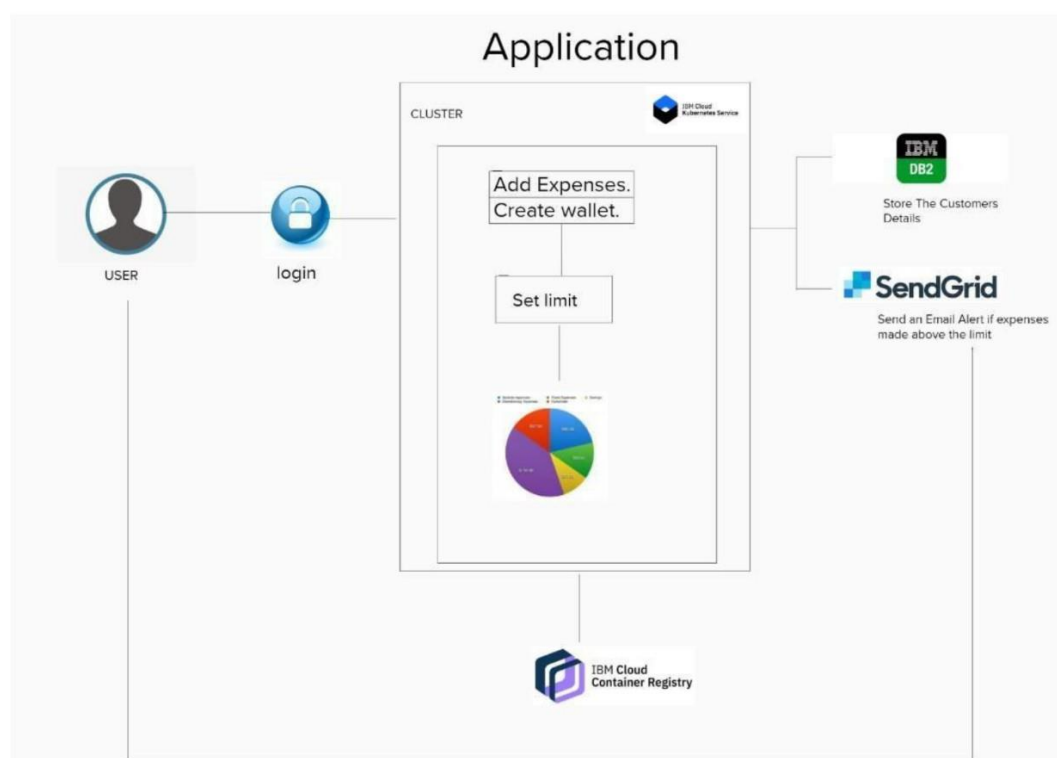 Application
CLUSTER
IBM Cloud
Kubernetes Service
Add Expenses.
Create wallet.
IBM
DB2
Store The Customers
Details
USER
login
Set limit
SendGrid
Send an Email Alert if expenses
made above the limit
IBM Cloud
Container Registry